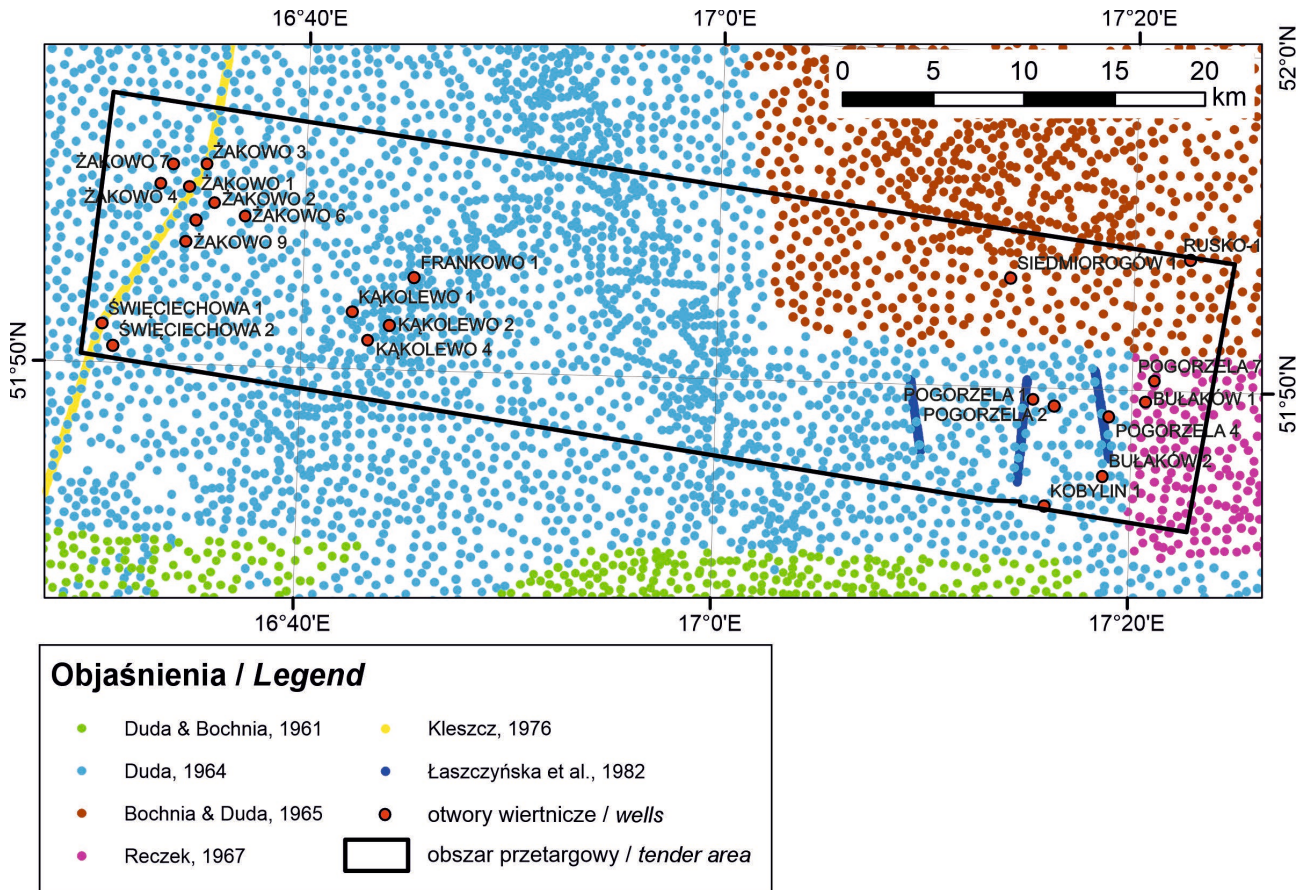 16°40'E
17°0'E
17°20'E
52°0'N
0 5 10 15 20
km
ŻAKOWO 7
ŻAKOWO 3
ŻAKOWO 4
ŻAKOWO 1
ŻAKOWO 2
ŻAKOWO 6
ŻAKOWO 9
FRANKOWO 1
SIEDMIOROGÓW 1
RUSKO-1
ŚWIĘCIECHOWA 1
ŚWIĘCIECHOWA 2
KĄKOLEWO 1
KĄKOLEWO 2
KĄKOLEWO 4
51°50'N
51°50'N
POGORZELA 7
POGORZELA 1
BUŁAKÓW 1
POGORZELA 2
POGORZELA 4
BUŁAKÓW 2
KOBYLIN 1
16°40'E
17°0'E
17°20'E
Objaśnienia / Legend
Duda & Bochnia, 1961
Duda, 1964
Bochnia & Duda, 1965
Reczek, 1967
Kleszcz, 1976
Łaszczyńska et al., 1982
otwory wiertnicze / wells
obszar przetargowy / tender area